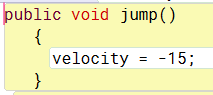 public void jump()
{
velocity = -15;
}